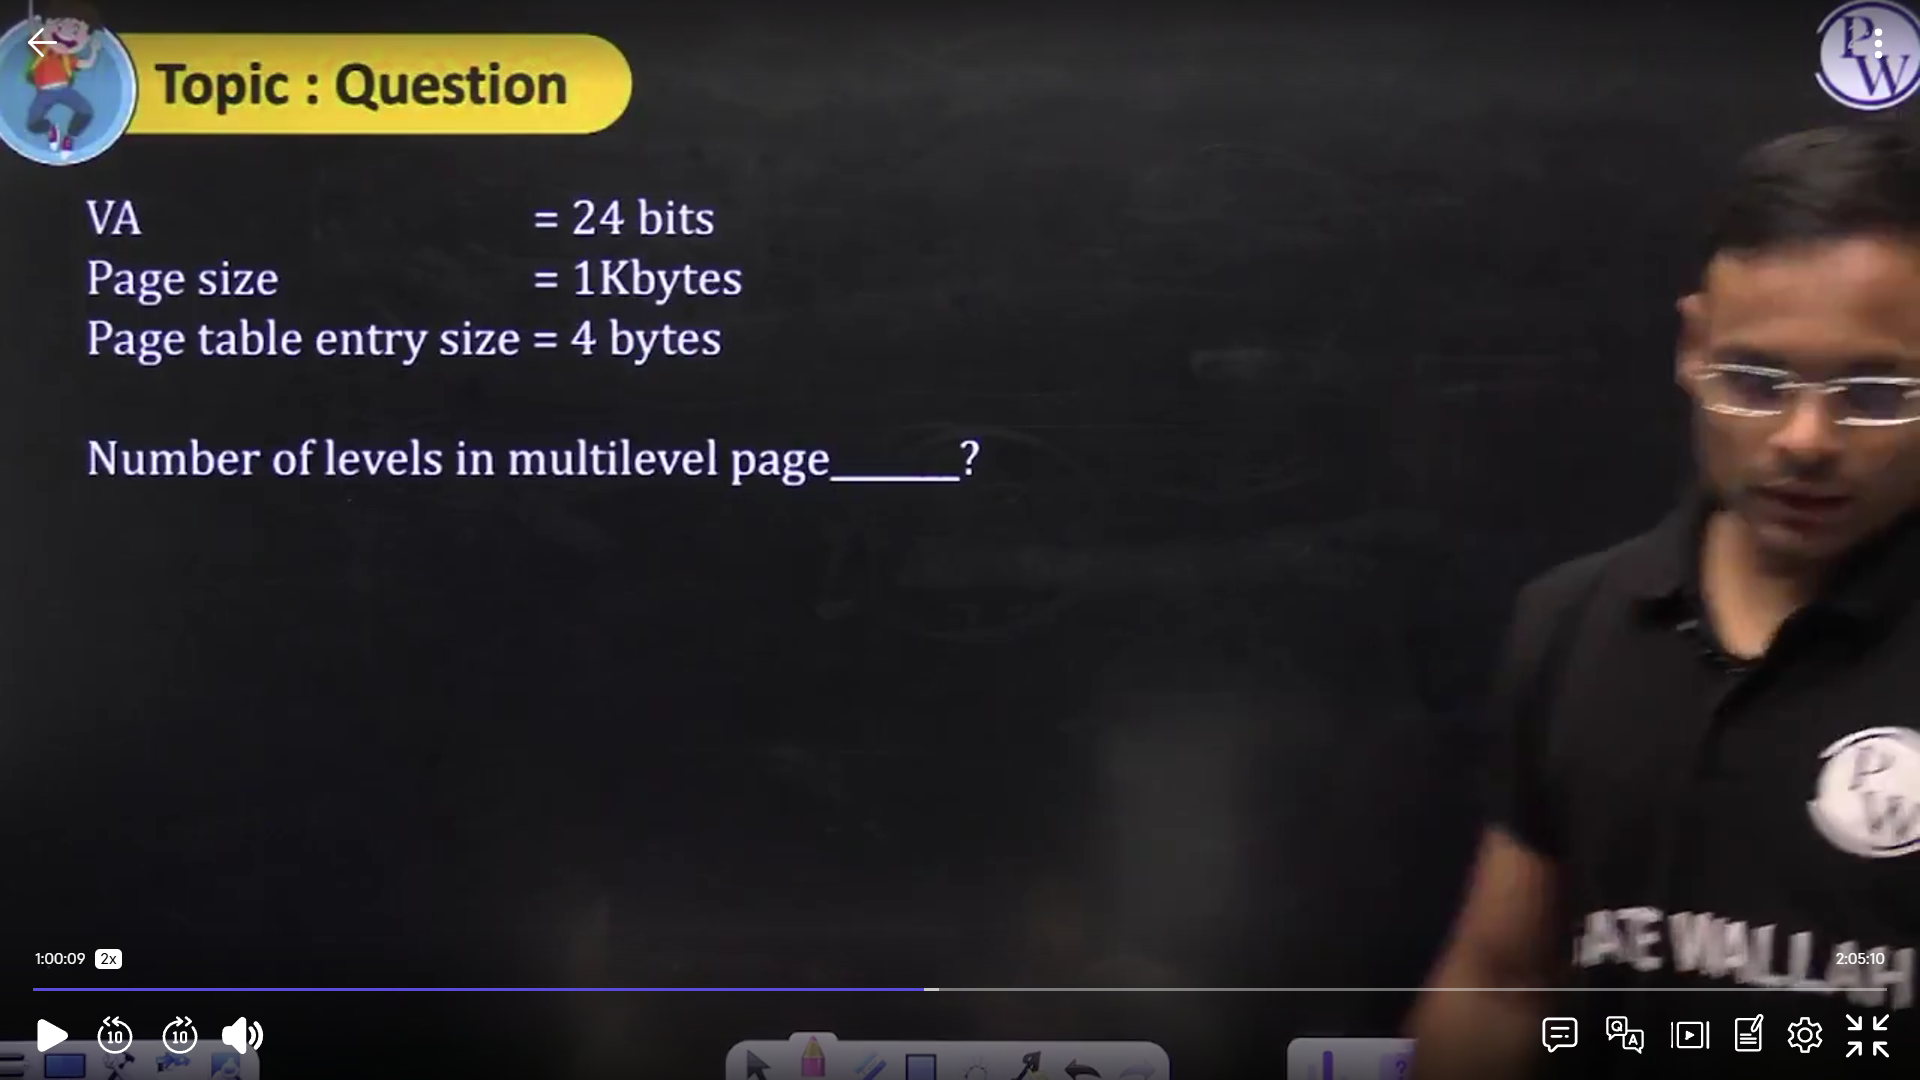 Topic : Question
PW
VA = 24 bits
Page size = 1Kbytes
Page table entry size = 4 bytes
Number of levels in multilevel page______?
PW
ATE WALLAH
1:00:09 2x
2:05:10
10
10